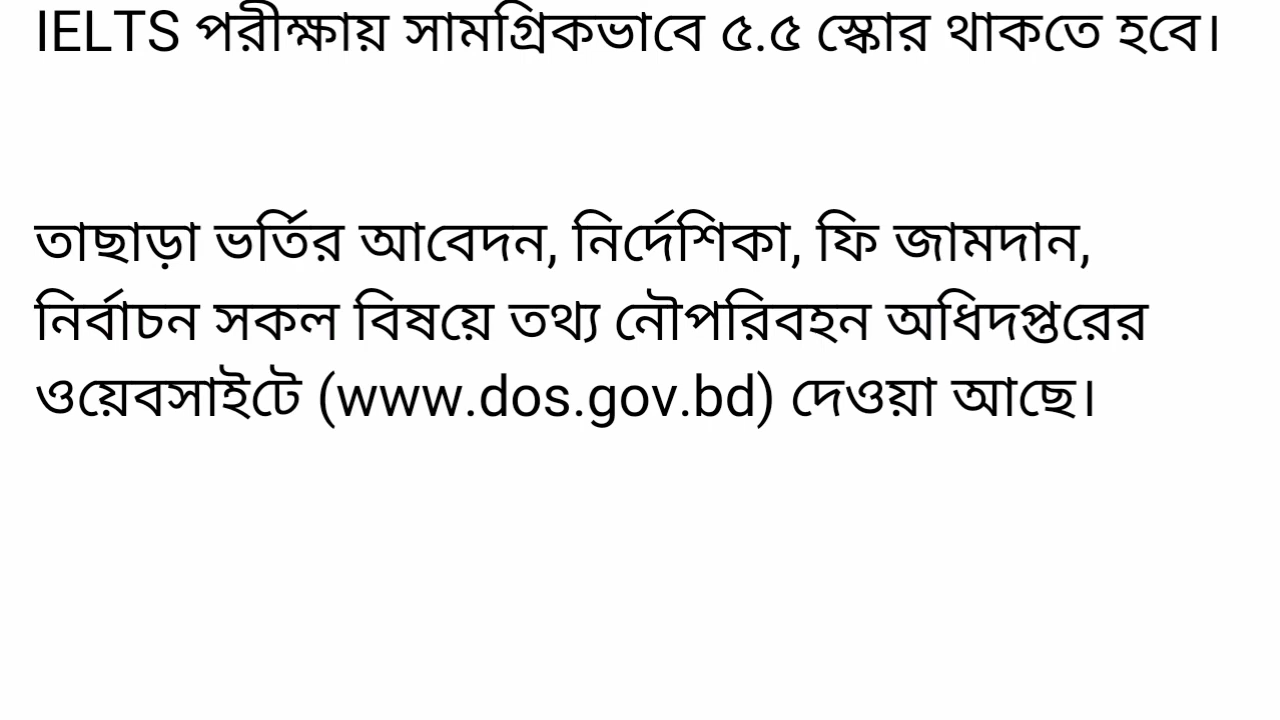 IELTS পরীক্ষায় সামগ্রিকভাবে ৫.৫ স্কোর থাকতে হবে।
তাছাড়া ভর্তির আবেদন, নির্দেশিকা, ফি জামদান,
নির্বাচন সকল বিষয়ে তথ্য নৌপরিবহন অধিদপ্তরের
ওয়েবসাইটে (www.dos.gov.bd) দেওয়া আছে।